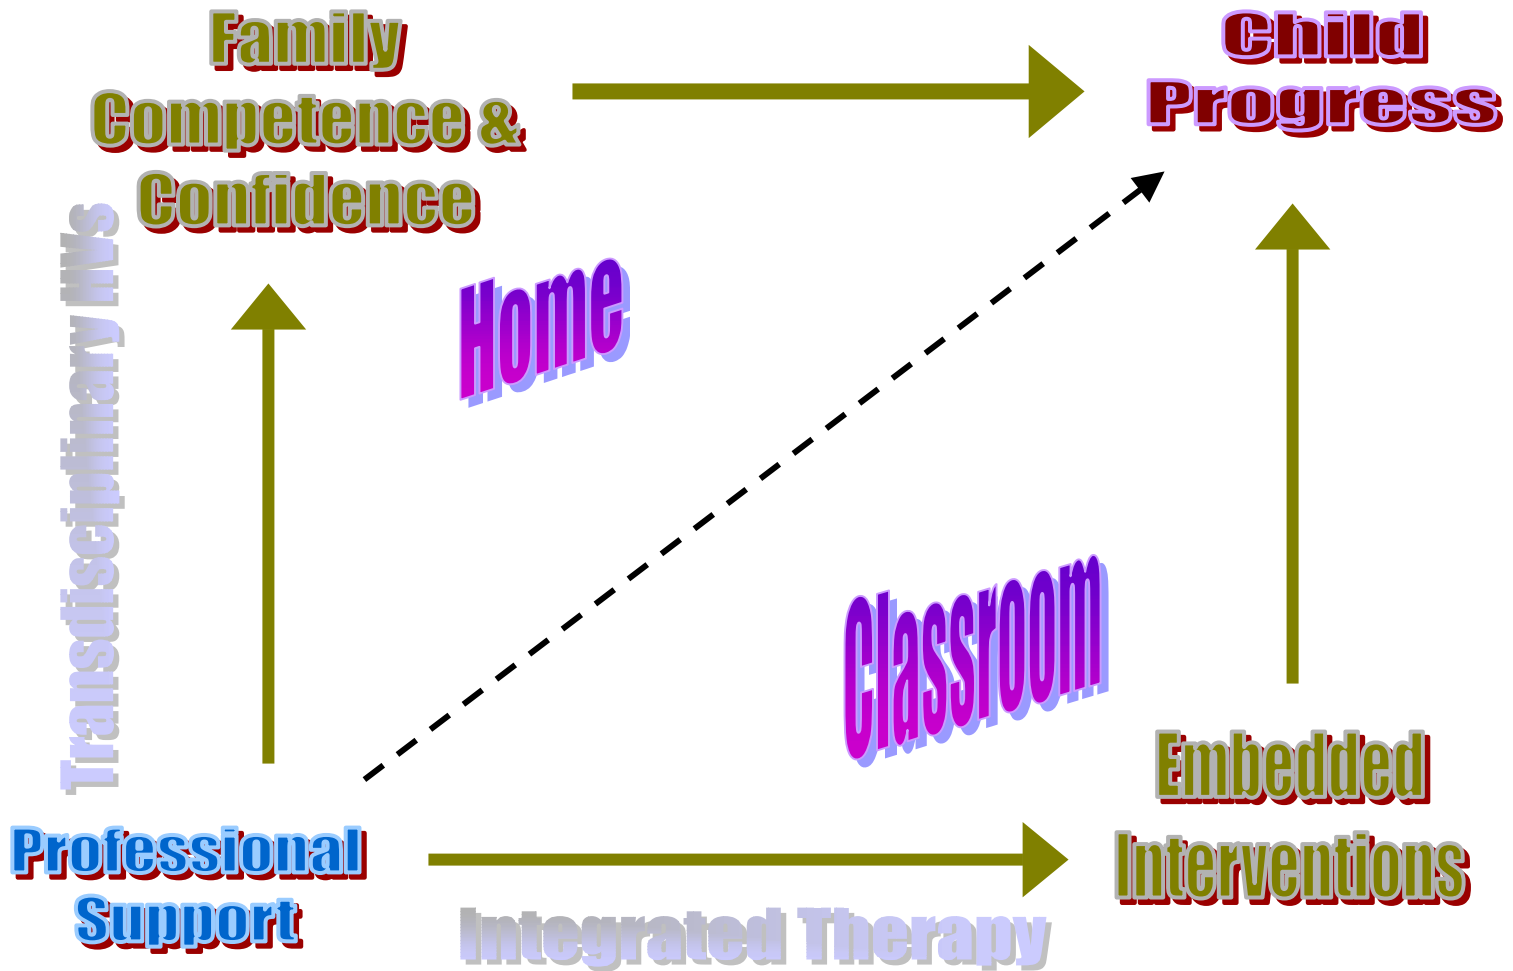 Family
Competence &
Confidence
Child
Progress
Transdisciplinary HVs
Home
Classroom
Embedded
Interventions
Professional
Support
Integrated Therapy